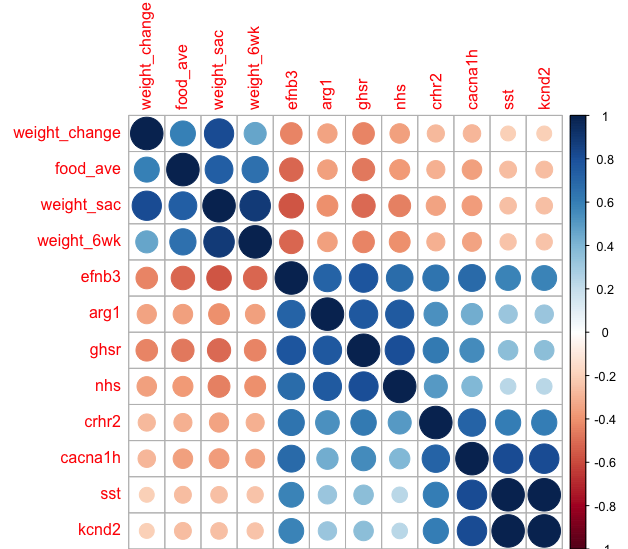 weight_change
food_ave
weight_sac
weight_6wk
efnb3
arg1
ghsr
nhs
crhr2
cacna1h
sst
kcnd2
weight_change
food_ave
weight_sac
weight_6wk
efnb3
arg1
ghsr
nhs
crhr2
cacna1h
sst
kcnd2
1
0.8
0.6
0.4
0.2
0
-0.2
-0.4
-0.6
-0.8
-1